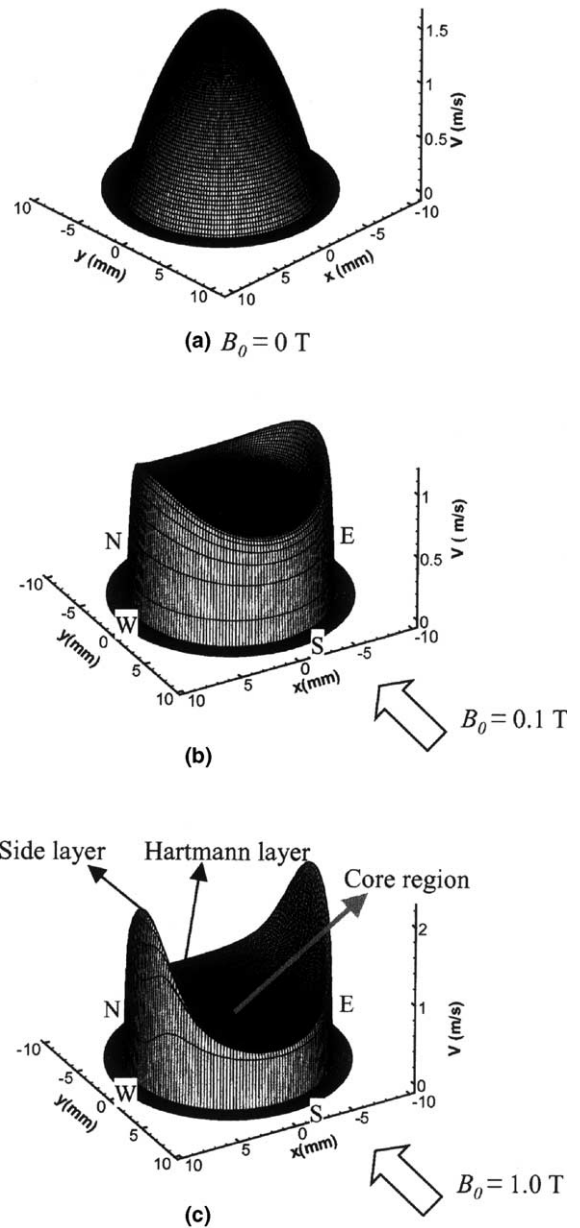 1.5
1
0.5
0
V (m/s)
10
-5
0
5
10
y (mm)
-10
-5
0
5
10
x (mm)
(a) B0 = 0 T
1
0.5
0
V ( m/s)
N
E
W
S
-10
-5
0
5
10
y(mm)
-10
-5
0
5
10
x(mm)
B0 = 0.1 T
(b)
Side layer
Hartmann layer
Core region
2
1
0
V (m/s)
N
E
W
S
-10
-5
0
5
10
y(mm)
-10
-5
0
5
10
x(mm)
B0 = 1.0 T
(c)